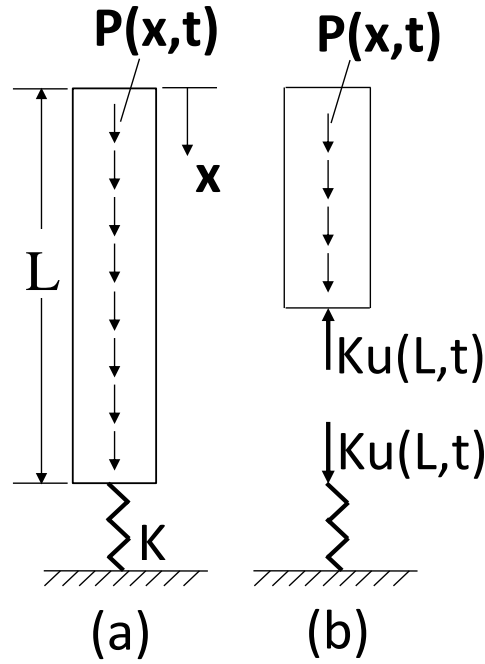 P(x,t)
x
L
K
(a)
P(x,t)
Ku(L,t)
Ku(L,t)
(b)